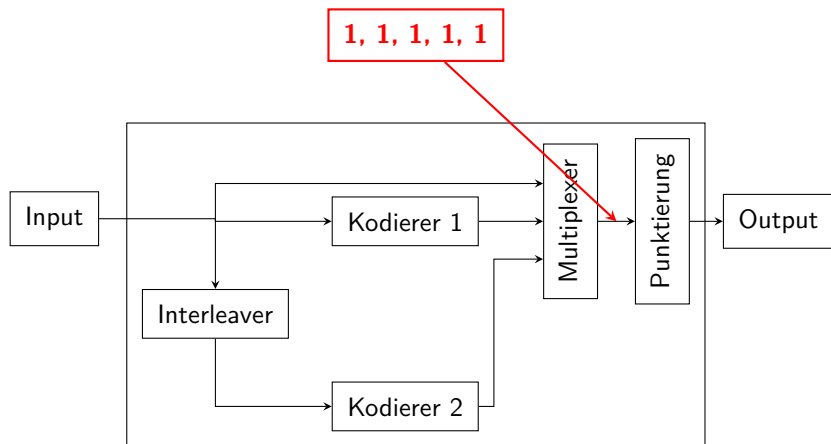 1, 1, 1, 1, 1
Input
Kodierer 1
Multiplexer
Punktierung
Output
Interleaver
Kodierer 2